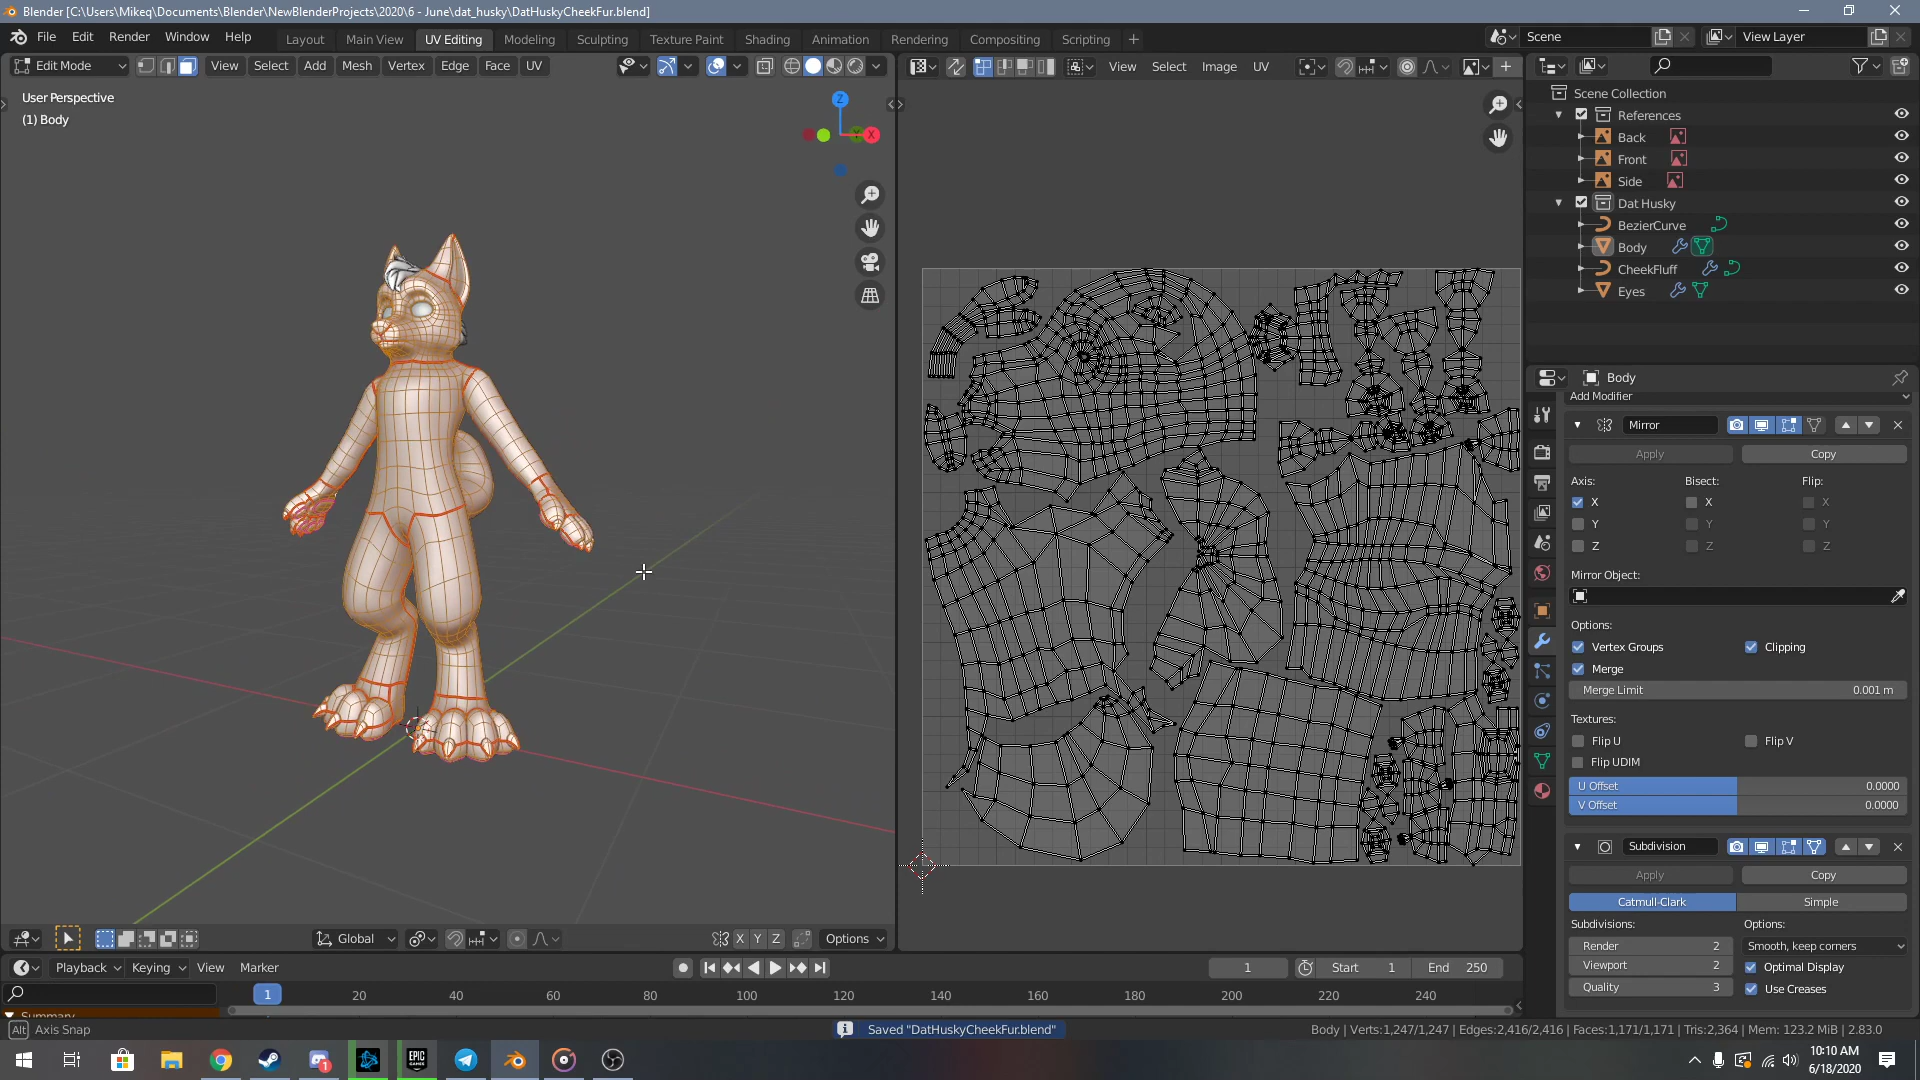 Blender [C:\Users\Mikeq\Documents\Blender\NewBlenderProjects\2020\6 - June\dat_husky\DatHuskyCheekFur.blend]
File Edit Render Window Help Layout Main View UV Editing Modeling Sculpting Texture Paint Shading Animation Rendering Compositing Scripting + Scene View Layer
Edit Mode View Select Add Mesh Vertex Edge Face UV View Select Image UV
User Perspective
(1) Body
Z
Y X
Scene Collection
References
Back
Front
Side
Dat Husky
BezierCurve
Body
CheekFluff
Eyes
Body
Add Modifier
Mirror
Apply Copy
Axis: Bisect: Flip:
X X X
Y Y Y
Z Z Z
Mirror Object:
Options:
Vertex Groups Clipping
Merge
Merge Limit 0.001 m
Textures:
Flip U Flip V
Flip UDIM
U Offset 0.0000
V Offset 0.0000
Subdivision
Apply Copy
Catmull-Clark Simple
Subdivisions: Options:
Render 2 Smooth, keep corners
Viewport 2 Optimal Display
Quality 3 Use Creases
Global X Y Z Options
Playback Keying View Marker 1 Start 1 End 250
1 20 40 60 80 100 120 140 160 180 200 220 240
Summary
Alt Axis Snap Saved "DatHuskyCheekFur.blend" Body | Verts:1,247/1,247 | Edges:2,416/2,416 | Faces:1,171/1,171 | Tris:2,364 | Mem: 123.2 MiB | 2.83.0
1
EPIC
GAMES
10:10 AM
6/18/2020